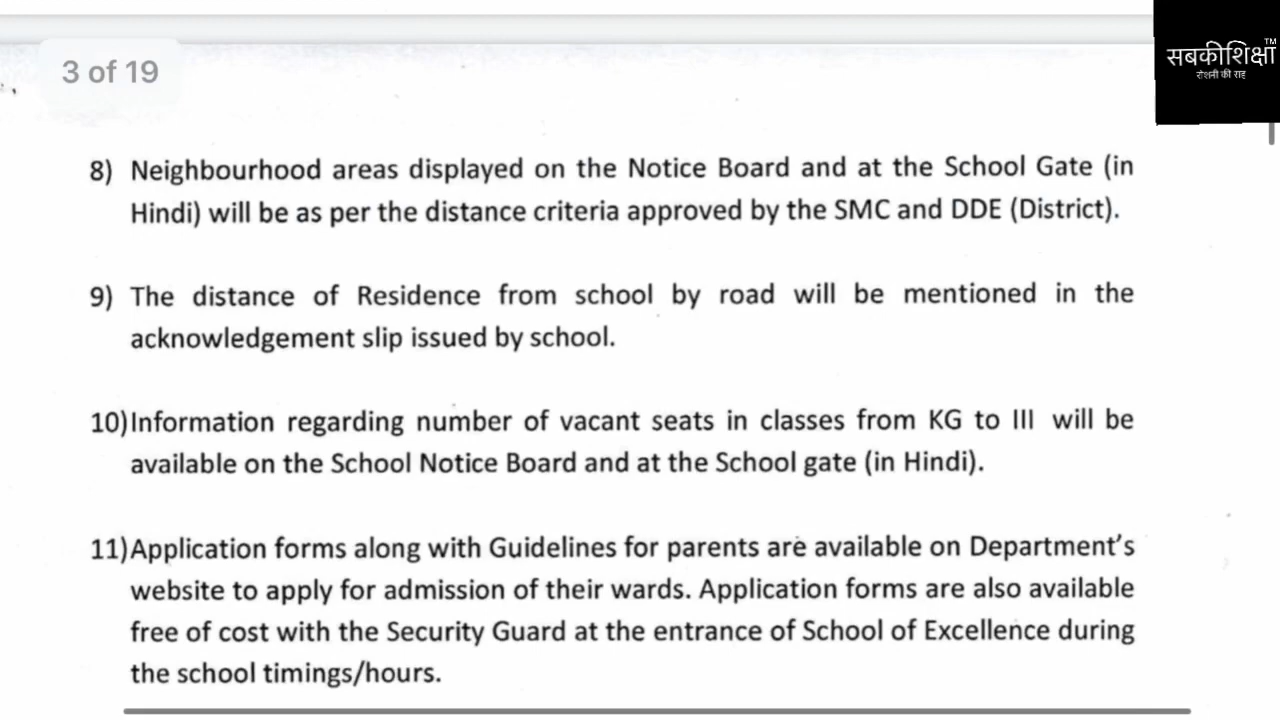 3 of 19
सबकीशिक्षा™
रोशनी की राह
8) Neighbourhood areas displayed on the Notice Board and at the School Gate (in
Hindi) will be as per the distance criteria approved by the SMC and DDE (District).
9) The distance of Residence from school by road will be mentioned in the
acknowledgement slip issued by school.
10)Information regarding number of vacant seats in classes from KG to III will be
available on the School Notice Board and at the School gate (in Hindi).
11)Application forms along with Guidelines for parents are available on Department's
website to apply for admission of their wards. Application forms are also available
free of cost with the Security Guard at the entrance of School of Excellence during
the school timings/hours.